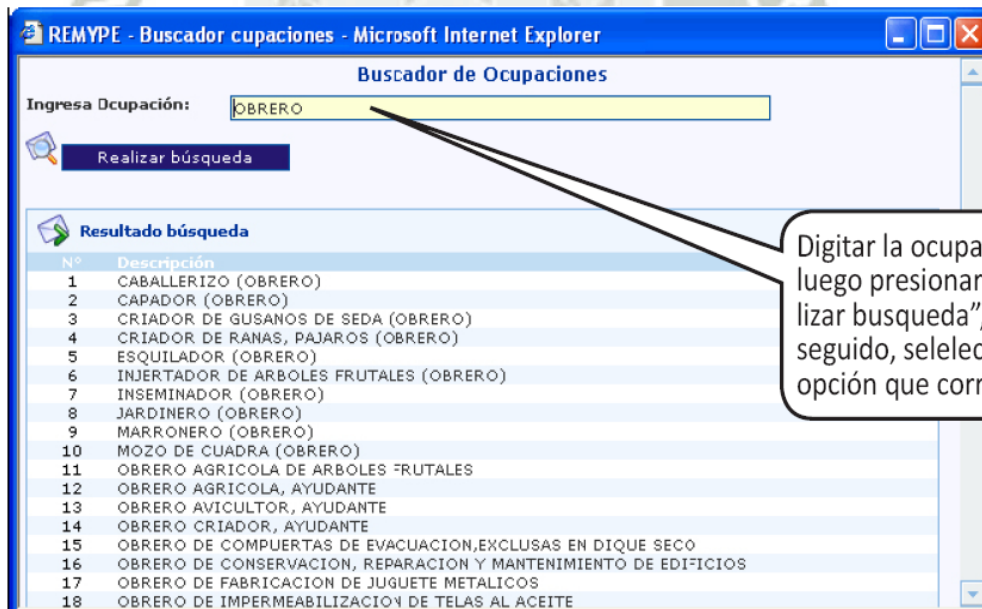 REMYPE - Buscador cupaciones - Microsoft Internet Explorer
Buscador de Ocupaciones
Ingresa Ocupación:
OBRERO
Realizar búsqueda
Resultado búsqueda
N° Descripción
1 CABALLERIZO (OBRERO)
2 CAPADOR (OBRERO)
3 CRIADOR DE GUSANOS DE SEDA (OBRERO)
4 CRIADOR DE RANAS, PAJAROS (OBRERO)
5 ESQUILADOR (OBRERO)
6 INJERTADOR DE ARBOLES FRUTALES (OBRERO)
7 INSEMINADOR (OBRERO)
8 JARDINERO (OBRERO)
9 MARRONERO (OBRERO)
10 MOZO DE CUADRA (OBRERO)
11 OBRERO AGRICOLA DE ARBOLES FRUTALES
12 OBRERO AGRICOLA, AYUDANTE
13 OBRERO AVICULTOR, AYUDANTE
14 OBRERO CRIADOR, AYUDANTE
15 OBRERO DE COMPUERTAS DE EVACUACION,EXCLUSAS EN DIQUE SECO
16 OBRERO DE CONSERVACION, REPARACION Y MANTENIMIENTO DE EDIFICIOS
17 OBRERO DE FABRICACION DE JUGUETE METALICOS
18 OBRERO DE IMPERMEABILIZACION DE TELAS AL ACEITE
Digitar la ocupa
luego presionar
lizar busqueda”,
seguido, selelec
opción que corr